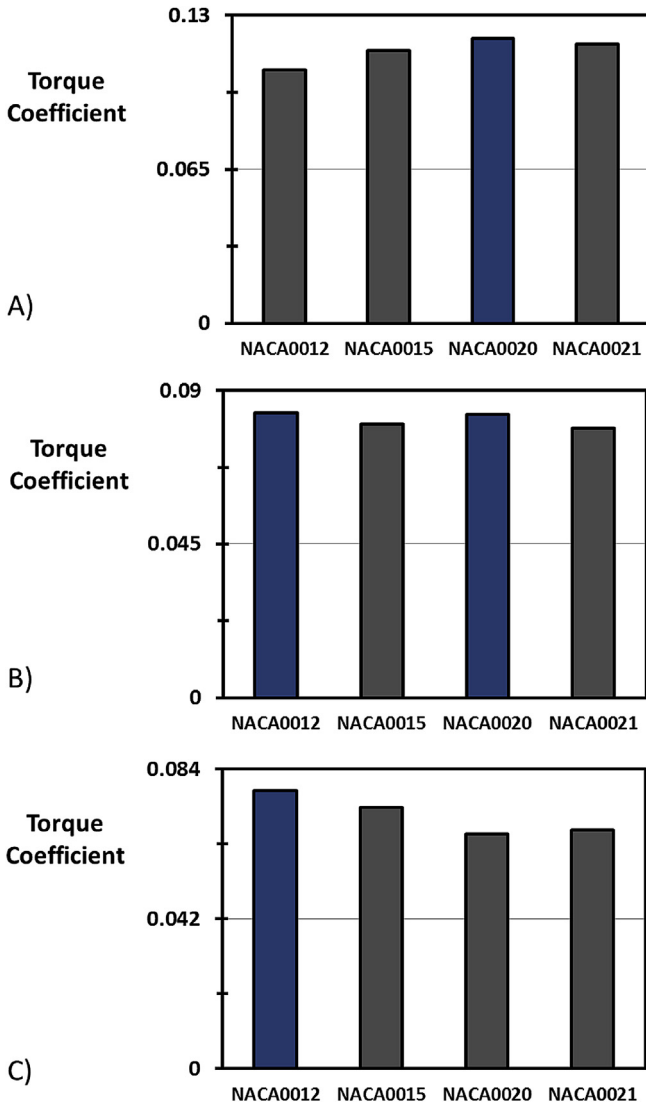 0.13
Torque
Coefficient
0.065
A)
0
NACA0012 NACA0015 NACA0020 NACA0021
0.09
Torque
Coefficient
0.045
B)
0
NACA0012 NACA0015 NACA0020 NACA0021
0.084
Torque
Coefficient
0.042
C)
0
NACA0012 NACA0015 NACA0020 NACA0021